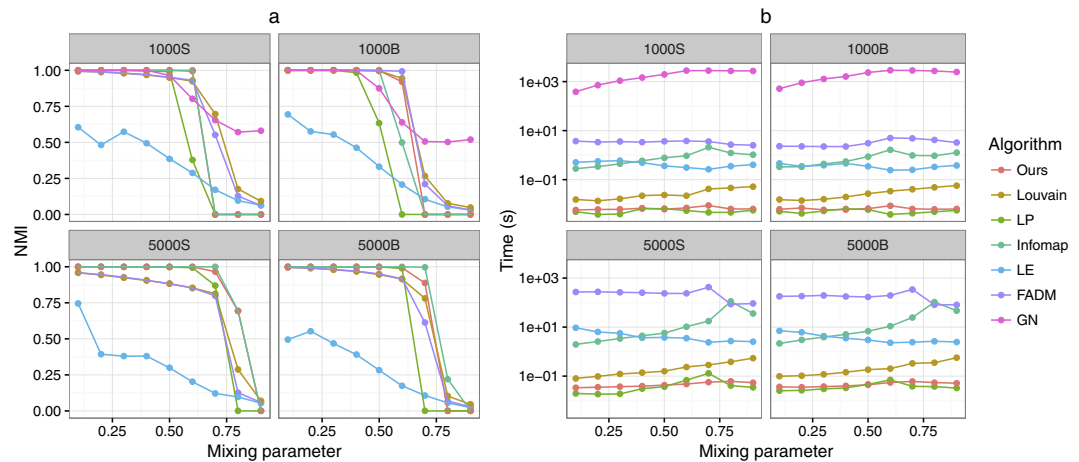 a
1000S
1000B
1.00
0.75
0.50
0.25
0.00
5000S
5000B
1.00
0.75
0.50
0.25
0.00
NMI
0.25
0.50
0.75
0.25
0.50
0.75
Mixing parameter
b
1000S
1000B
1e+03
1e+01
1e−01
5000S
5000B
1e+03
1e+01
1e−01
Time (s)
0.25
0.50
0.75
0.25
0.50
0.75
Mixing parameter
Algorithm
Ours
Louvain
LP
Infomap
LE
FADM
GN